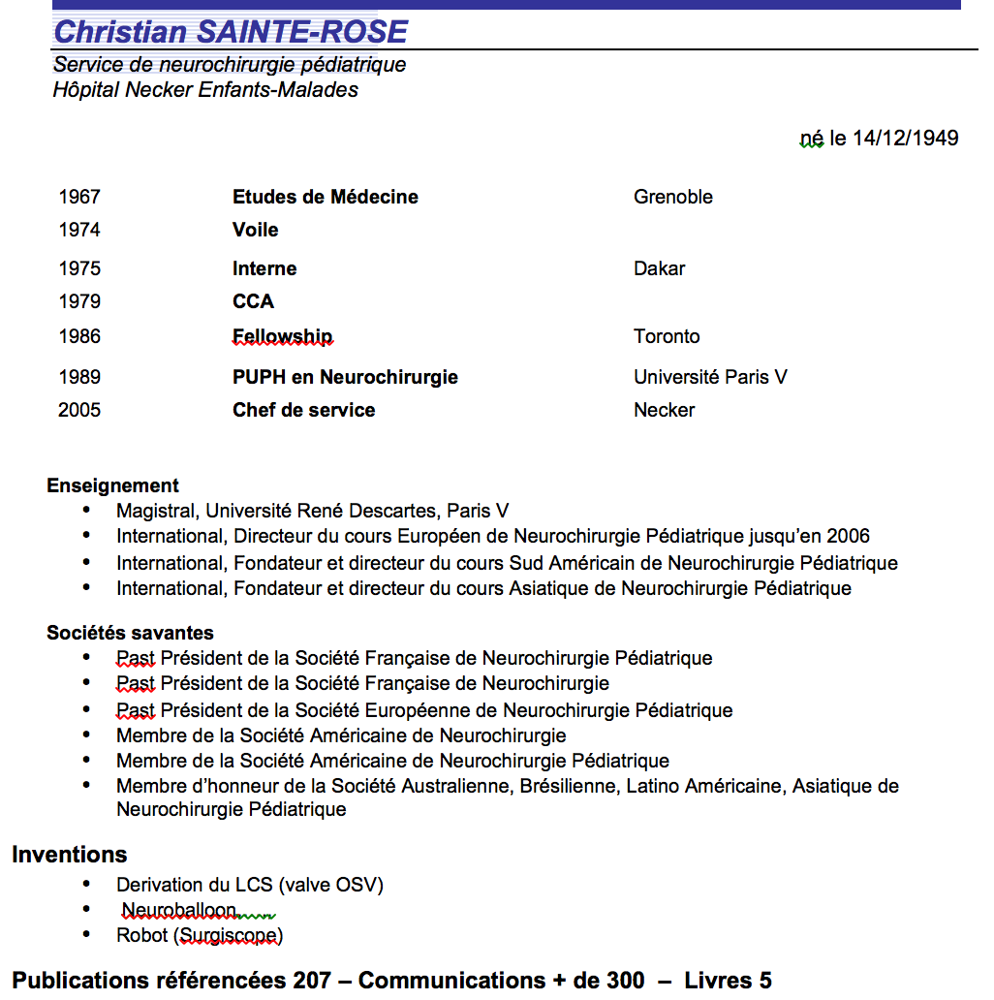 Christian SAINTE-ROSE
Service de neurochirurgie pédiatrique
Hôpital Necker Enfants-Malades
né le 14/12/1949
1967 Etudes de Médecine Grenoble
1974 Voile
1975 Interne Dakar
1979 CCA
1986 Fellowship Toronto
1989 PUPH en Neurochirurgie Université Paris V
2005 Chef de service Necker
Enseignement
• Magistral, Université René Descartes, Paris V
• International, Directeur du cours Européen de Neurochirurgie Pédiatrique jusqu’en 2006
• International, Fondateur et directeur du cours Sud Américain de Neurochirurgie Pédiatrique
• International, Fondateur et directeur du cours Asiatique de Neurochirurgie Pédiatrique
Sociétés savantes
• Past Président de la Société Française de Neurochirurgie Pédiatrique
• Past Président de la Société Française de Neurochirurgie
• Past Président de la Société Européenne de Neurochirurgie Pédiatrique
• Membre de la Société Américaine de Neurochirurgie
• Membre de la Société Américaine de Neurochirurgie Pédiatrique
• Membre d’honneur de la Société Australienne, Brésilienne, Latino Américaine, Asiatique de
Neurochirurgie Pédiatrique
Inventions
• Derivation du LCS (valve OSV)
• Neuroballoon
• Robot (Surgiscope)
Publications référencées 207 – Communications + de 300 – Livres 5